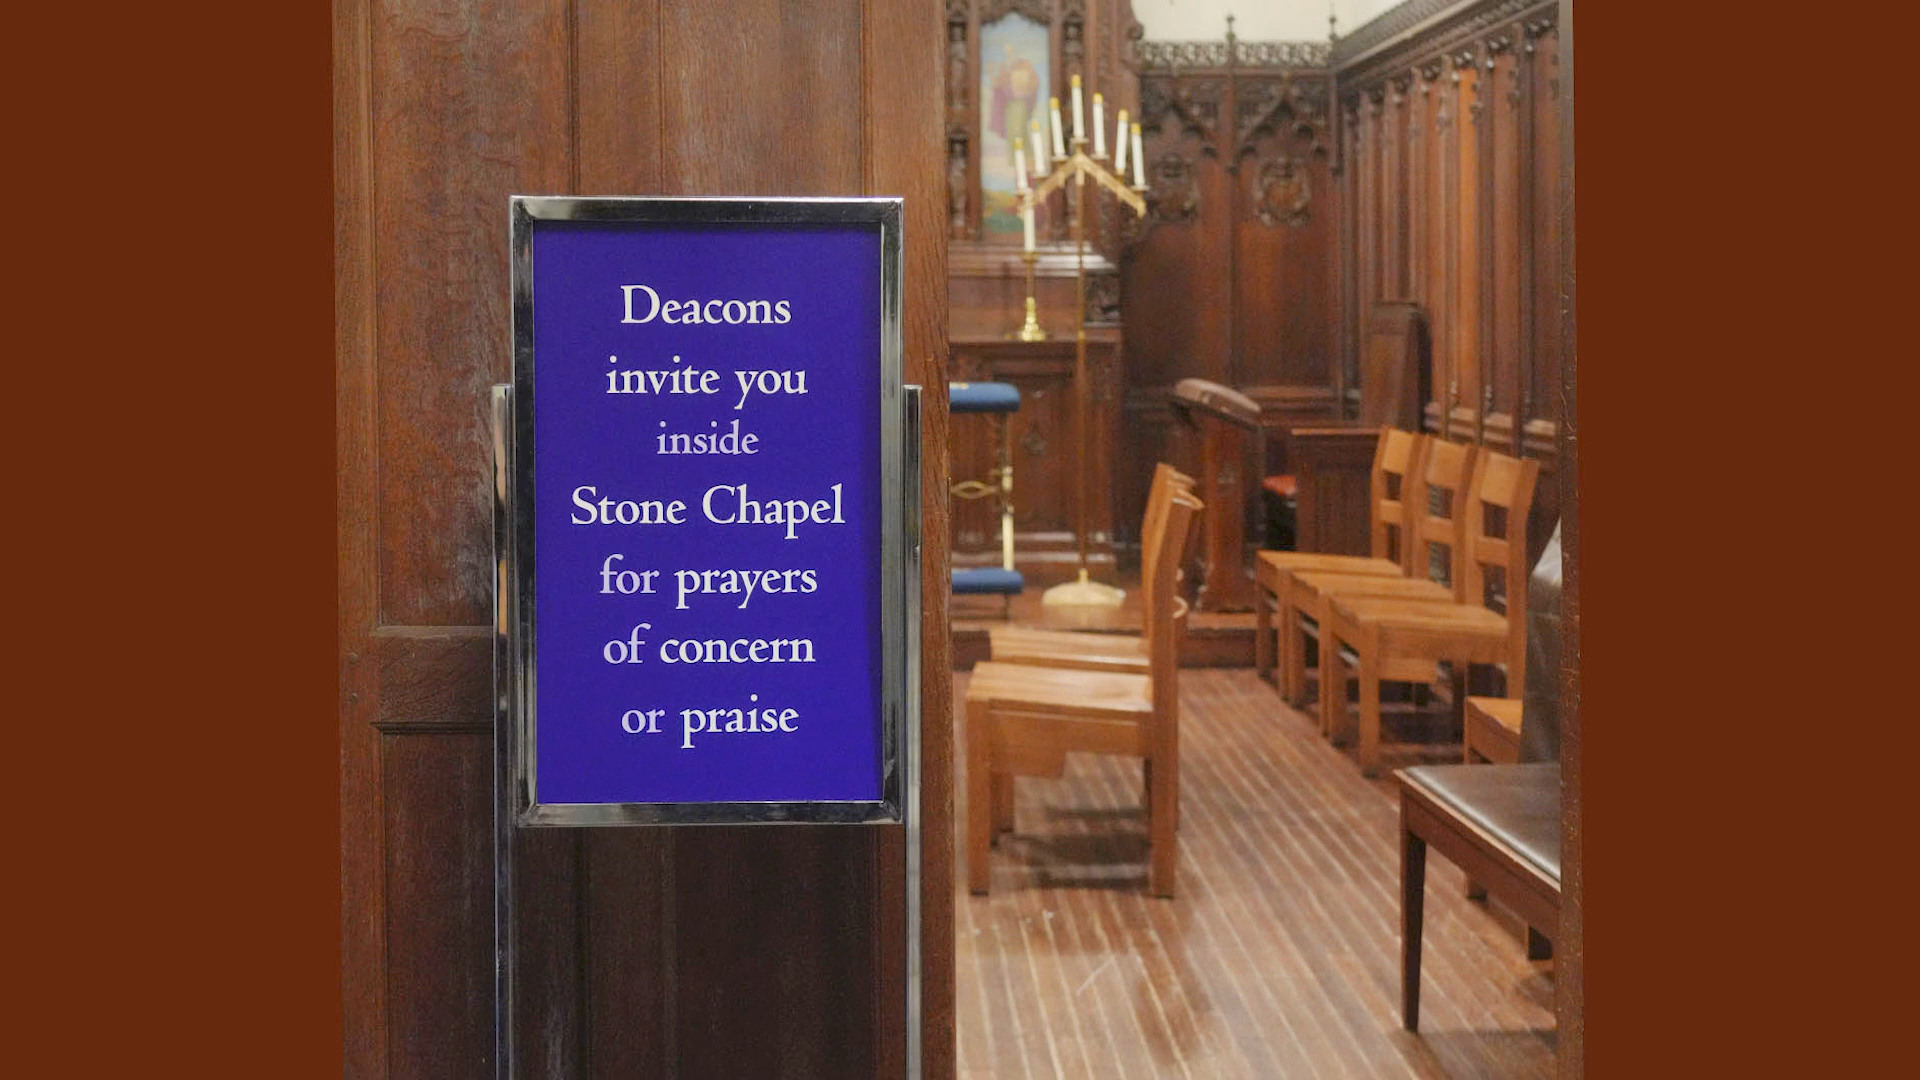 Deacons
invite you
inside
Stone Chapel
for prayers
of concern
or praise